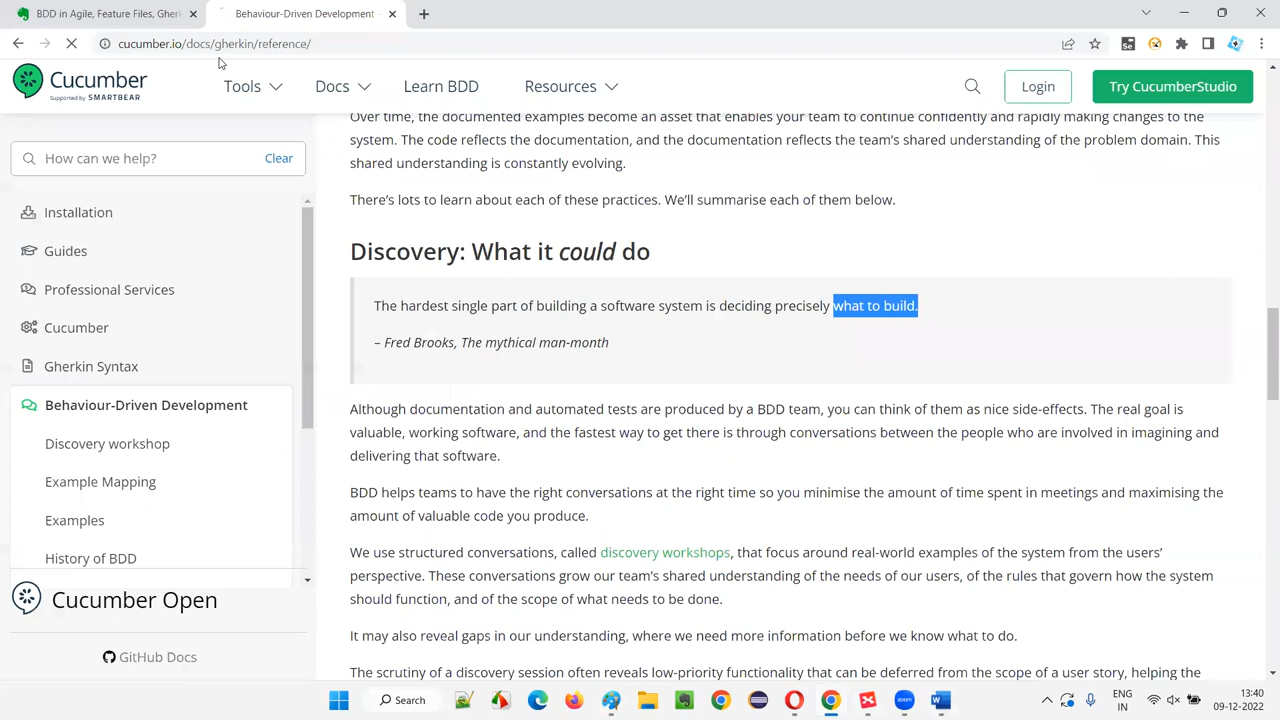 BDD in Agile, Feature Files, Gherk
Behaviour-Driven Development -
cucumber.io/docs/gherkin/reference/
Cucumber
Supported by SMARTBEAR
Tools
Docs
Learn BDD
Resources
Login
Try CucumberStudio
How can we help?
Clear
Installation
Guides
Professional Services
Cucumber
Gherkin Syntax
Behaviour-Driven Development
Discovery workshop
Example Mapping
Examples
History of BDD
Cucumber Open
GitHub Docs
Over time, the documented examples become an asset that enables your team to continue confidently and rapidly making changes to the
system. The code reflects the documentation, and the documentation reflects the team's shared understanding of the problem domain. This
shared understanding is constantly evolving.
There's lots to learn about each of these practices. We'll summarise each of them below.
Discovery: What it could do
The hardest single part of building a software system is deciding precisely what to build.
– Fred Brooks, The mythical man-month
Although documentation and automated tests are produced by a BDD team, you can think of them as nice side-effects. The real goal is
valuable, working software, and the fastest way to get there is through conversations between the people who are involved in imagining and
delivering that software.
BDD helps teams to have the right conversations at the right time so you minimise the amount of time spent in meetings and maximising the
amount of valuable code you produce.
We use structured conversations, called discovery workshops, that focus around real-world examples of the system from the users'
perspective. These conversations grow our team's shared understanding of the needs of our users, of the rules that govern how the system
should function, and of the scope of what needs to be done.
It may also reveal gaps in our understanding, where we need more information before we know what to do.
The scrutiny of a discovery session often reveals low-priority functionality that can be deferred from the scope of a user story, helping the
Search
zoom
ENG
IN
13:40
09-12-2022